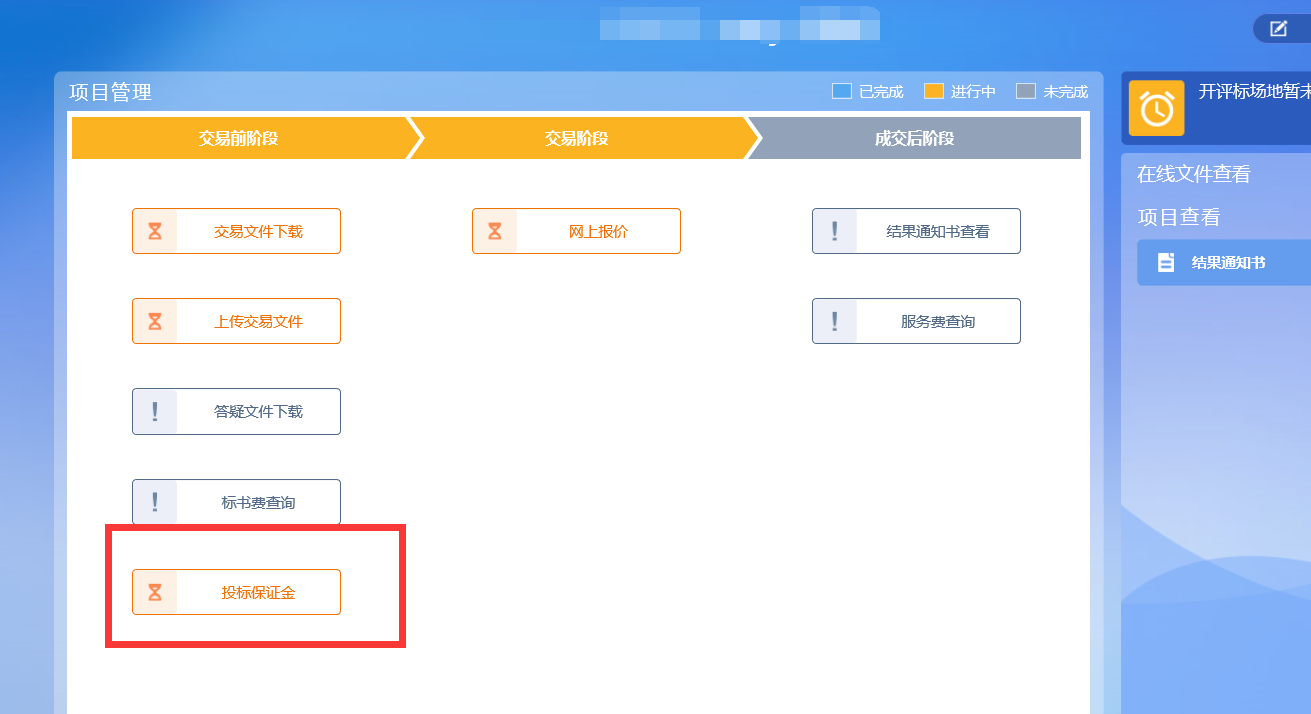 项目管理
已完成
进行中
未完成
交易前阶段
交易阶段
成交后阶段
交易文件下载
网上报价
结果通知书查看
上传交易文件
服务费查询
答疑文件下载
标书费查询
投标保证金
开评标场地暂未
在线文件查看
项目查看
结果通知书